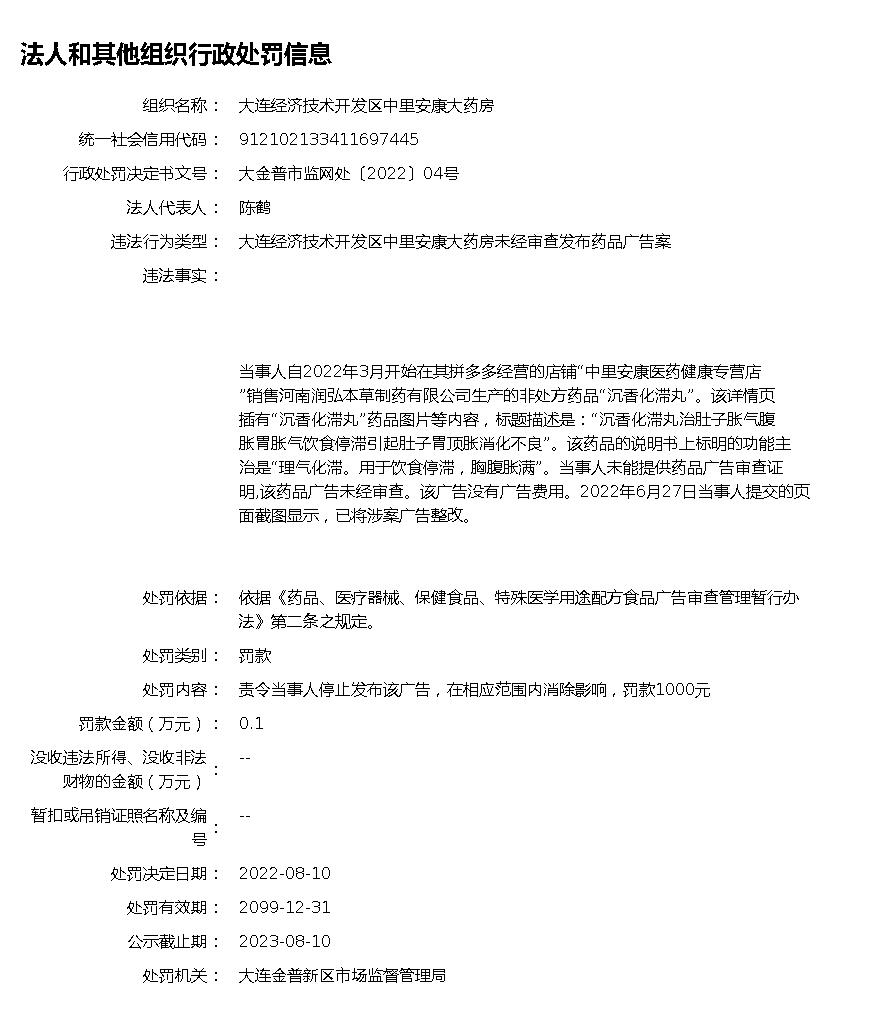 法人和其他组织行政处罚信息
组织名称： 大连经济技术开发区中里安康大药房
统一社会信用代码： 912102133411697445
行政处罚决定书文号： 大金普市监网处〔2022〕04号
法人代表人： 陈鹤
违法行为类型： 大连经济技术开发区中里安康大药房未经审查发布药品广告案
违法事实：
当事人自2022年3月开始在其拼多多经营的店铺“中里安康医药健康专营店
”销售河南润弘本草制药有限公司生产的非处方药品“沉香化滞丸”。该详情页
插有“沉香化滞丸”药品图片等内容，标题描述是：“沉香化滞丸治肚子胀气腹
胀胃胀气饮食停滞引起肚子胃顶胀消化不良”。该药品的说明书上标明的功能主
治是“理气化滞。用于饮食停滞，胸腹胀满”。当事人未能提供药品广告审查证
明,该药品广告未经审查。该广告没有广告费用。2022年6月27日当事人提交的页
面截图显示，已将涉案广告整改。
处罚依据： 依据《药品、医疗器械、保健食品、特殊医学用途配方食品广告审查管理暂行办
法》第二条之规定。
处罚类别： 罚款
处罚内容： 责令当事人停止发布该广告，在相应范围内消除影响，罚款1000元
罚款金额（万元）： 0.1
没收违法所得、没收非法
财物的金额（万元）： --
暂扣或吊销证照名称及编
号： --
处罚决定日期： 2022-08-10
处罚有效期： 2099-12-31
公示截止期： 2023-08-10
处罚机关： 大连金普新区市场监督管理局